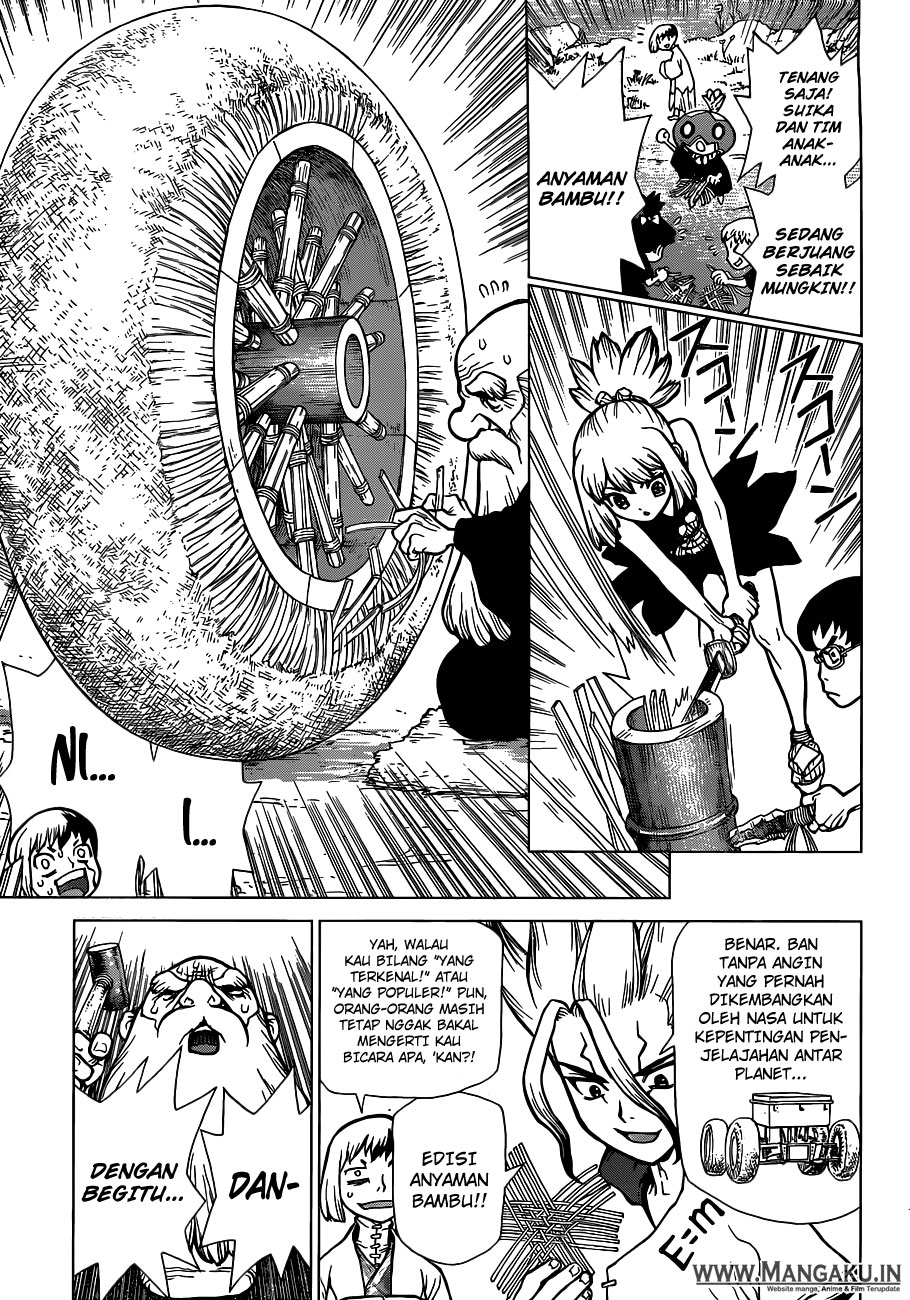 TENANG
SAJA!
SUIKA
DAN TIM
ANAK-
ANAK...
SEDANG
BERJUANG
SEBAIK
MUNGKIN!!
ANYAMAN
BAMBU!!
I...
NI...
BENAR. BAN
TANPA ANGIN
YANG PERNAH
DIKEMBANGKAN
OLEH NASA UNTUK
KEPENTINGAN PEN-
JELAJAHAN ANTAR
PLANET...
E=m
EDISI
ANYAMAN
BAMBU!!
YAH, WALAU
KAU BILANG "YANG
TERKENAL!" ATAU
"YANG POPULER!" PUN,
ORANG-ORANG MASIH
TETAP NGGAK BAKAL
MENGERTI KAU
BICARA APA, 'KAN?!
DAN-
DENGAN
BEGITU...
WWW.MANGAKU.IN
Website manga, Anime & Film Terupdate